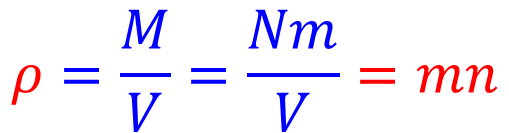 ρ = M/V = Nm/V = mn